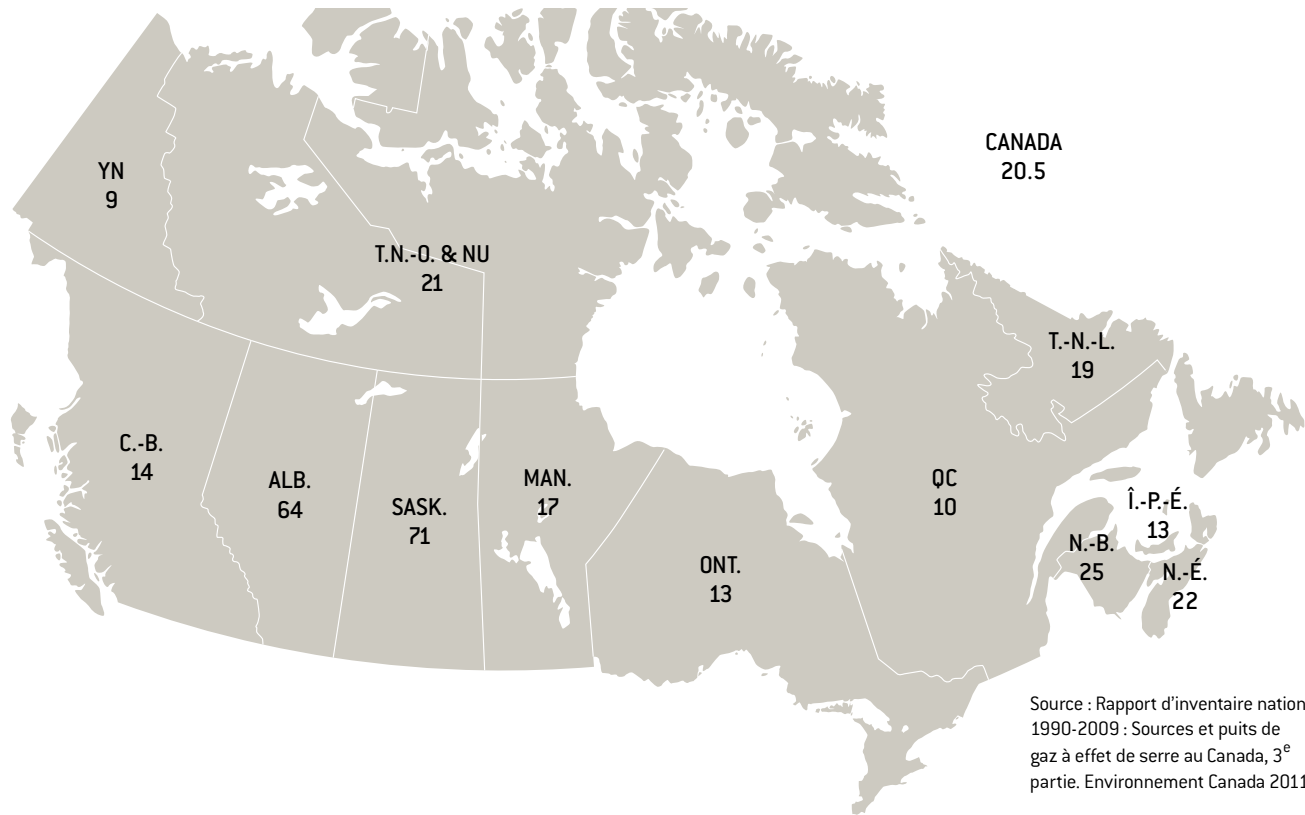 CANADA
20.5
YN
9
T.N.-O. & NU
21
T.-N.-L.
19
C.-B.
14
ALB.
64
SASK.
71
MAN.
17
QC
10
Î.-P.-É.
13
N.-B.
25
N.-É.
22
ONT.
13
Source : Rapport d'inventaire nation
1990-2009 : Sources et puits de
gaz à effet de serre au Canada, 3e
partie. Environnement Canada 2011